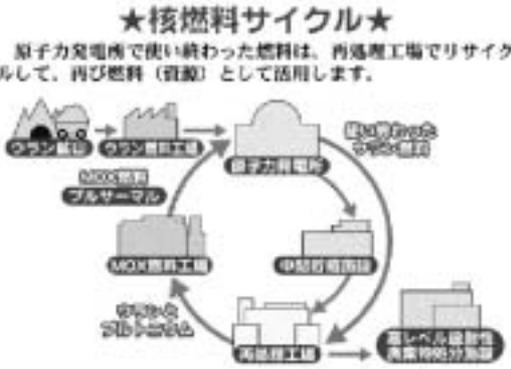 ★核燃料サイクル★
原子力発電所で使い終わった燃料は、再処理工場でリサイク
ルして、再び燃料（資源）として活用します。
ウラン鉱山
ウラン燃料工場
原子力発電所
使い終わった
ウラン燃料
MOX燃料
プルサーマル
MOX燃料工場
中間貯蔵施設
ウランと
プルトニウム
再処理工場
高レベル放射性
廃棄物処分施設